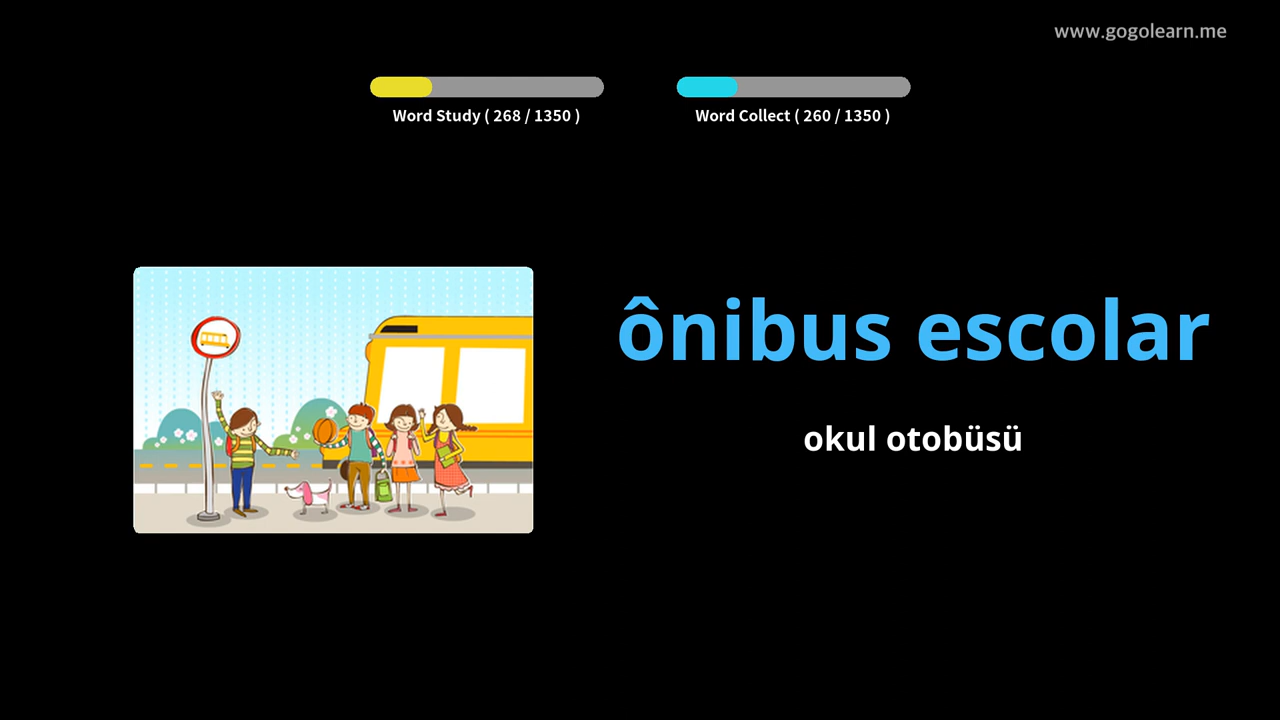 www.gogolearn.me
Word Study ( 268 / 1350 )
Word Collect ( 260 / 1350 )
ônibus escolar
okul otobüsü